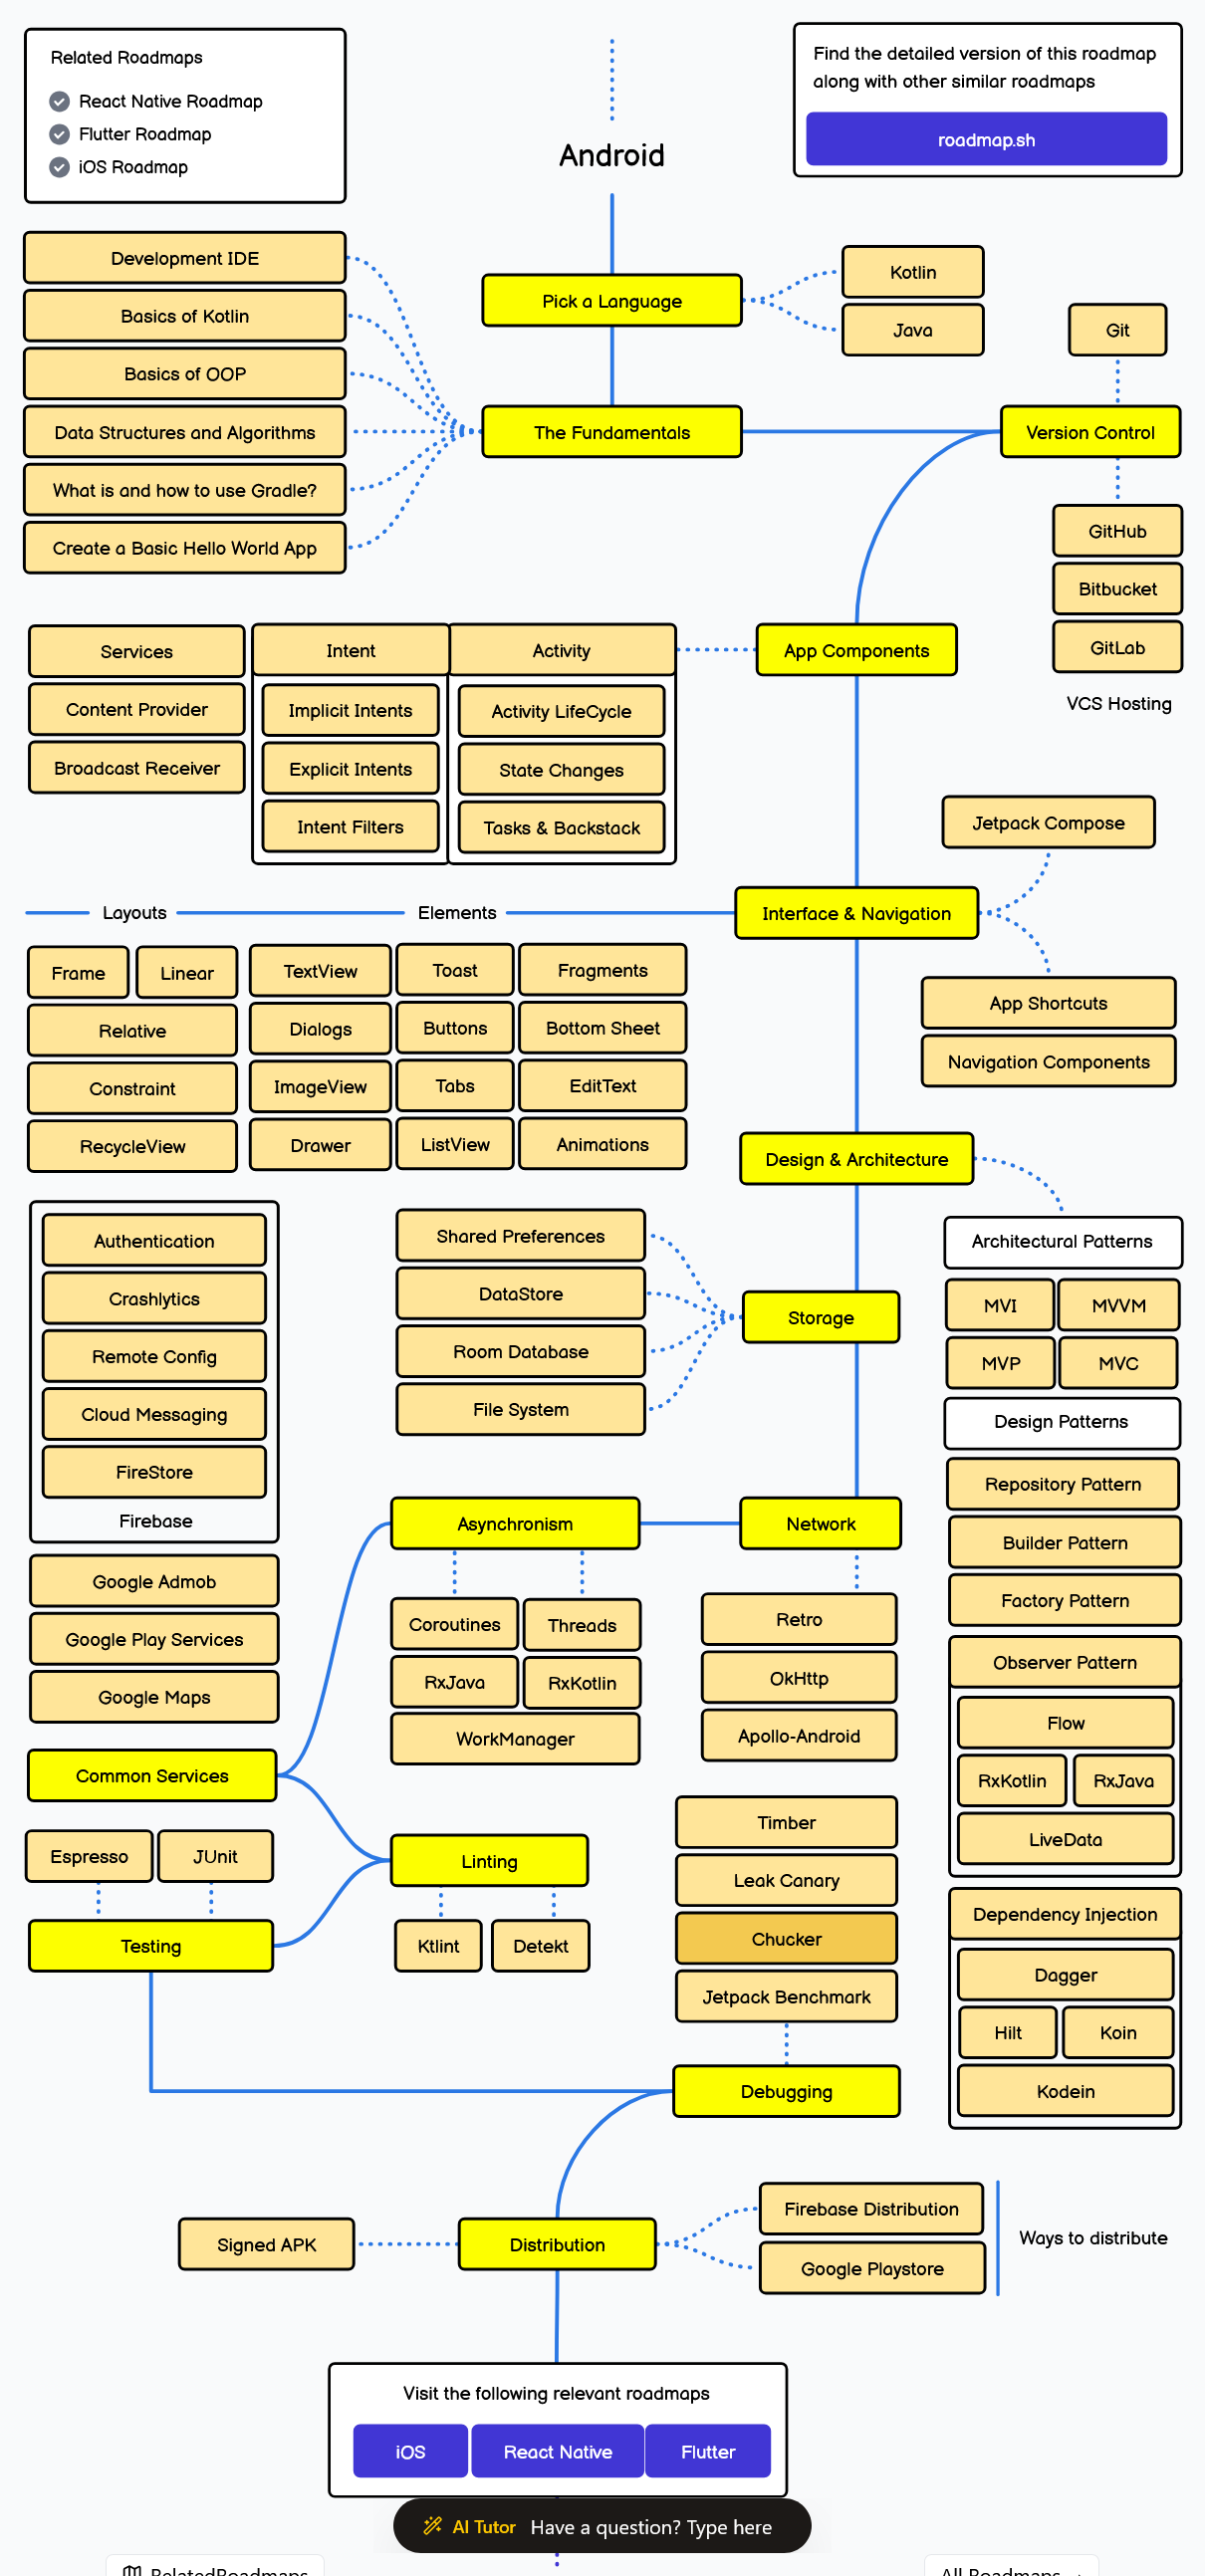 Related Roadmaps
React Native Roadmap
Flutter Roadmap
iOS Roadmap
Find the detailed version of this roadmap
along with other similar roadmaps
roadmap.sh
Android
Development IDE
Basics of Kotlin
Basics of OOP
Data Structures and Algorithms
What is and how to use Gradle?
Create a Basic Hello World App
Pick a Language
Kotlin
Java
The Fundamentals
Git
Version Control
GitHub
Bitbucket
GitLab
VCS Hosting
Services
Content Provider
Broadcast Receiver
Intent
Implicit Intents
Explicit Intents
Intent Filters
Activity
Activity LifeCycle
State Changes
Tasks & Backstack
App Components
Jetpack Compose
Interface & Navigation
App Shortcuts
Navigation Components
Layouts
Elements
Frame
Linear
Relative
Constraint
RecycleView
TextView
Dialogs
ImageView
Drawer
Toast
Buttons
Tabs
ListView
Fragments
Bottom Sheet
EditText
Animations
Design & Architecture
Architectural Patterns
MVI
MVVM
MVP
MVC
Design Patterns
Repository Pattern
Builder Pattern
Factory Pattern
Observer Pattern
Flow
RxKotlin
RxJava
LiveData
Dependency Injection
Dagger
Hilt
Koin
Kodein
Authentication
Crashlytics
Remote Config
Cloud Messaging
FireStore
Firebase
Google Admob
Google Play Services
Google Maps
Shared Preferences
DataStore
Room Database
File System
Storage
Asynchronism
Network
Coroutines
Threads
RxJava
RxKotlin
WorkManager
Retro
OkHttp
Apollo-Android
Common Services
Espresso
JUnit
Testing
Linting
Ktlint
Detekt
Timber
Leak Canary
Chucker
Jetpack Benchmark
Debugging
Signed APK
Distribution
Firebase Distribution
Google Playstore
Ways to distribute
Visit the following relevant roadmaps
iOS
React Native
Flutter
AI Tutor Have a question? Type here
RelatedRoadmaps
All Roadmaps